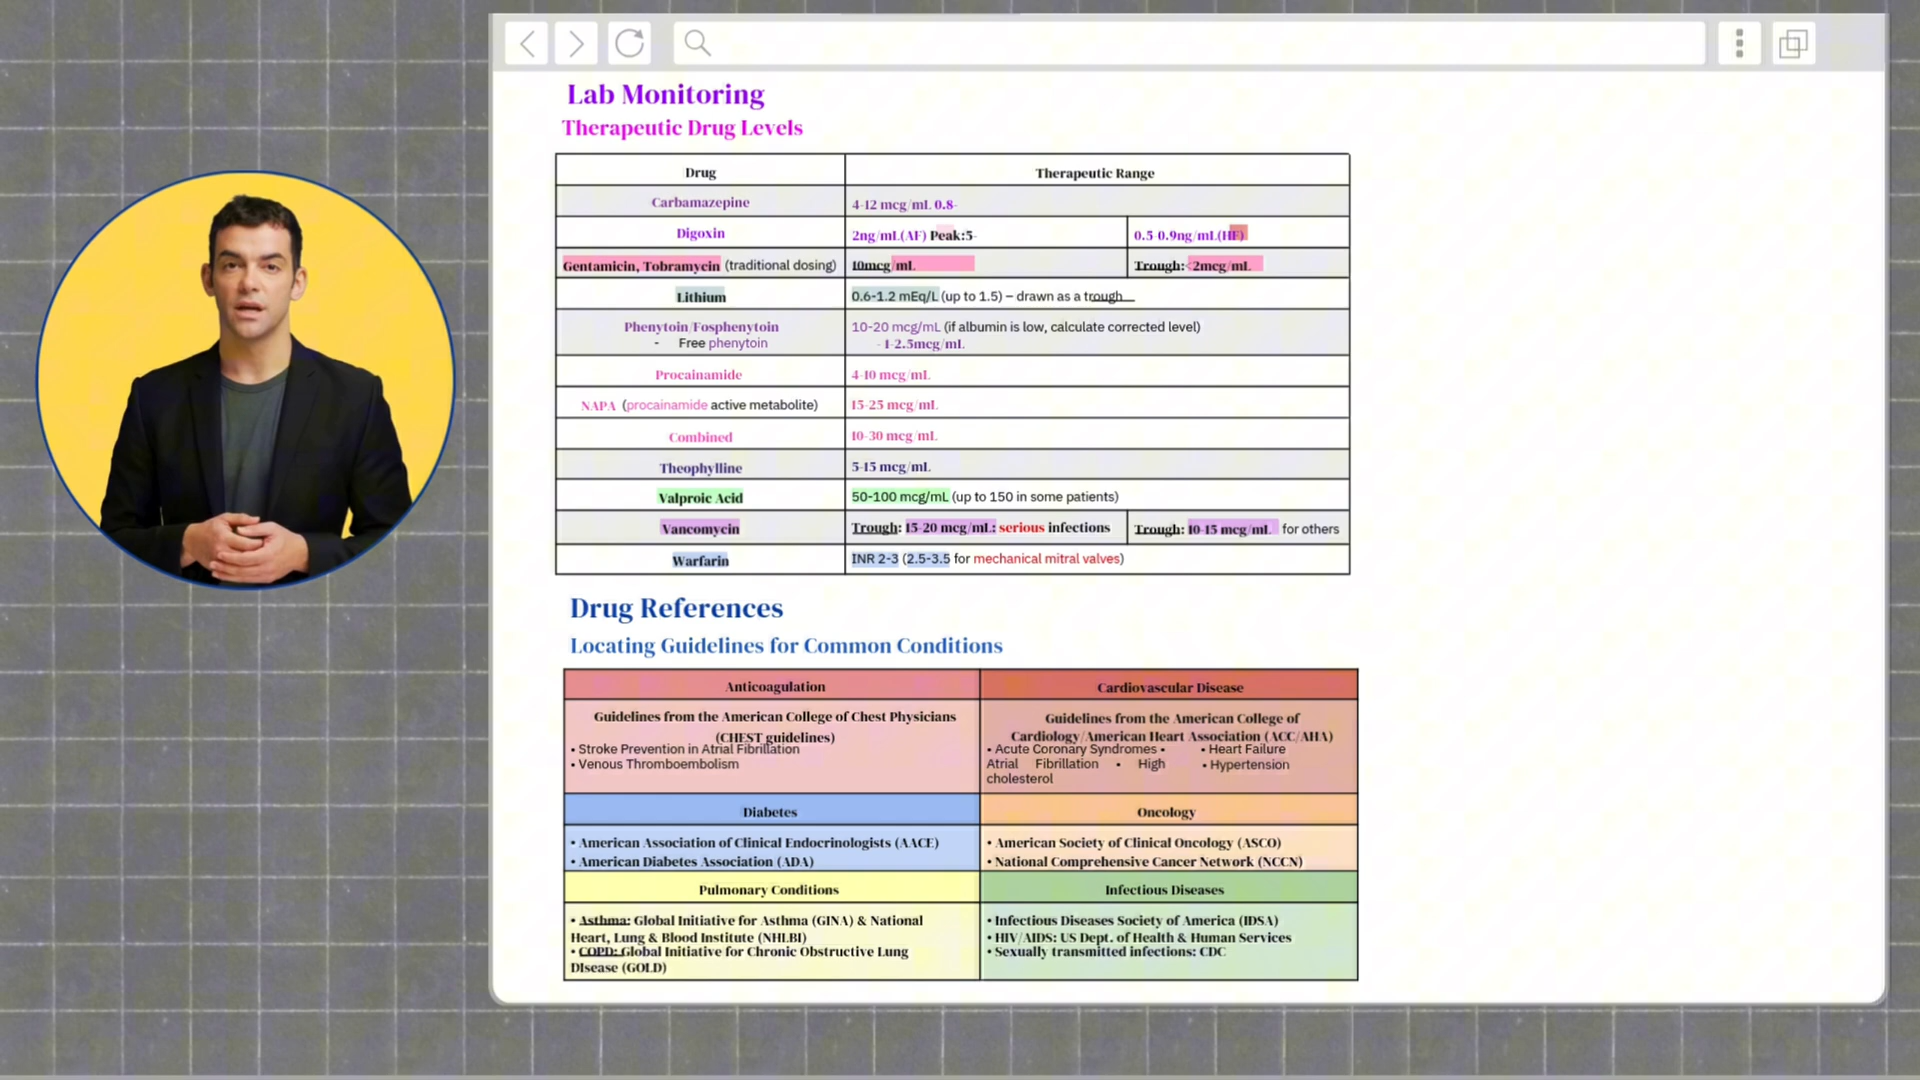 Lab Monitoring
Therapeutic Drug Levels
Drug Therapeutic Range
Carbamazepine 4-12 mcg/mL 0.8-
Digoxin 2ng/mL(AF) Peak:5- 0.5-0.9ng/mL(HF)
Gentamicin, Tobramycin (traditional dosing) 10mcg/mL Trough:<2mcg/mL
Lithium 0.6-1.2 mEq/L (up to 1.5) – drawn as a trough
Phenytoin/Fosphenytoin 10-20 mcg/mL (if albumin is low, calculate corrected level)
- Free phenytoin - 1-2.5mcg/mL
Procainamide 4-10 mcg/mL
NAPA (procainamide active metabolite) 15-25 mcg/mL
Combined 10-30 mcg/mL
Theophylline 5-15 mcg/mL
Valproic Acid 50-100 mcg/mL (up to 150 in some patients)
Vancomycin Trough: 15-20 mcg/mL: serious infections Trough: 10-15 mcg/mL for others
Warfarin INR 2-3 (2.5-3.5 for mechanical mitral valves)
Drug References
Locating Guidelines for Common Conditions
Anticoagulation
Guidelines from the American College of Chest Physicians
(CHEST guidelines)
• Stroke Prevention in Atrial Fibrillation
• Venous Thromboembolism
Cardiovascular Disease
Guidelines from the American College of
Cardiology/American Heart Association (ACC/AHA)
• Acute Coronary Syndromes • • Heart Failure
Atrial Fibrillation • High • Hypertension
cholesterol
Diabetes
• American Association of Clinical Endocrinologists (AACE)
• American Diabetes Association (ADA)
Oncology
• American Society of Clinical Oncology (ASCO)
• National Comprehensive Cancer Network (NCCN)
Pulmonary Conditions
• Asthma: Global Initiative for Asthma (GINA) & National
Heart, Lung & Blood Institute (NHLBI)
• COPD: Global Initiative for Chronic Obstructive Lung
DIsease (GOLD)
Infectious Diseases
• Infectious Diseases Society of America (IDSA)
• HIV/AIDS: US Dept. of Health & Human Services
• Sexually transmitted infections: CDC